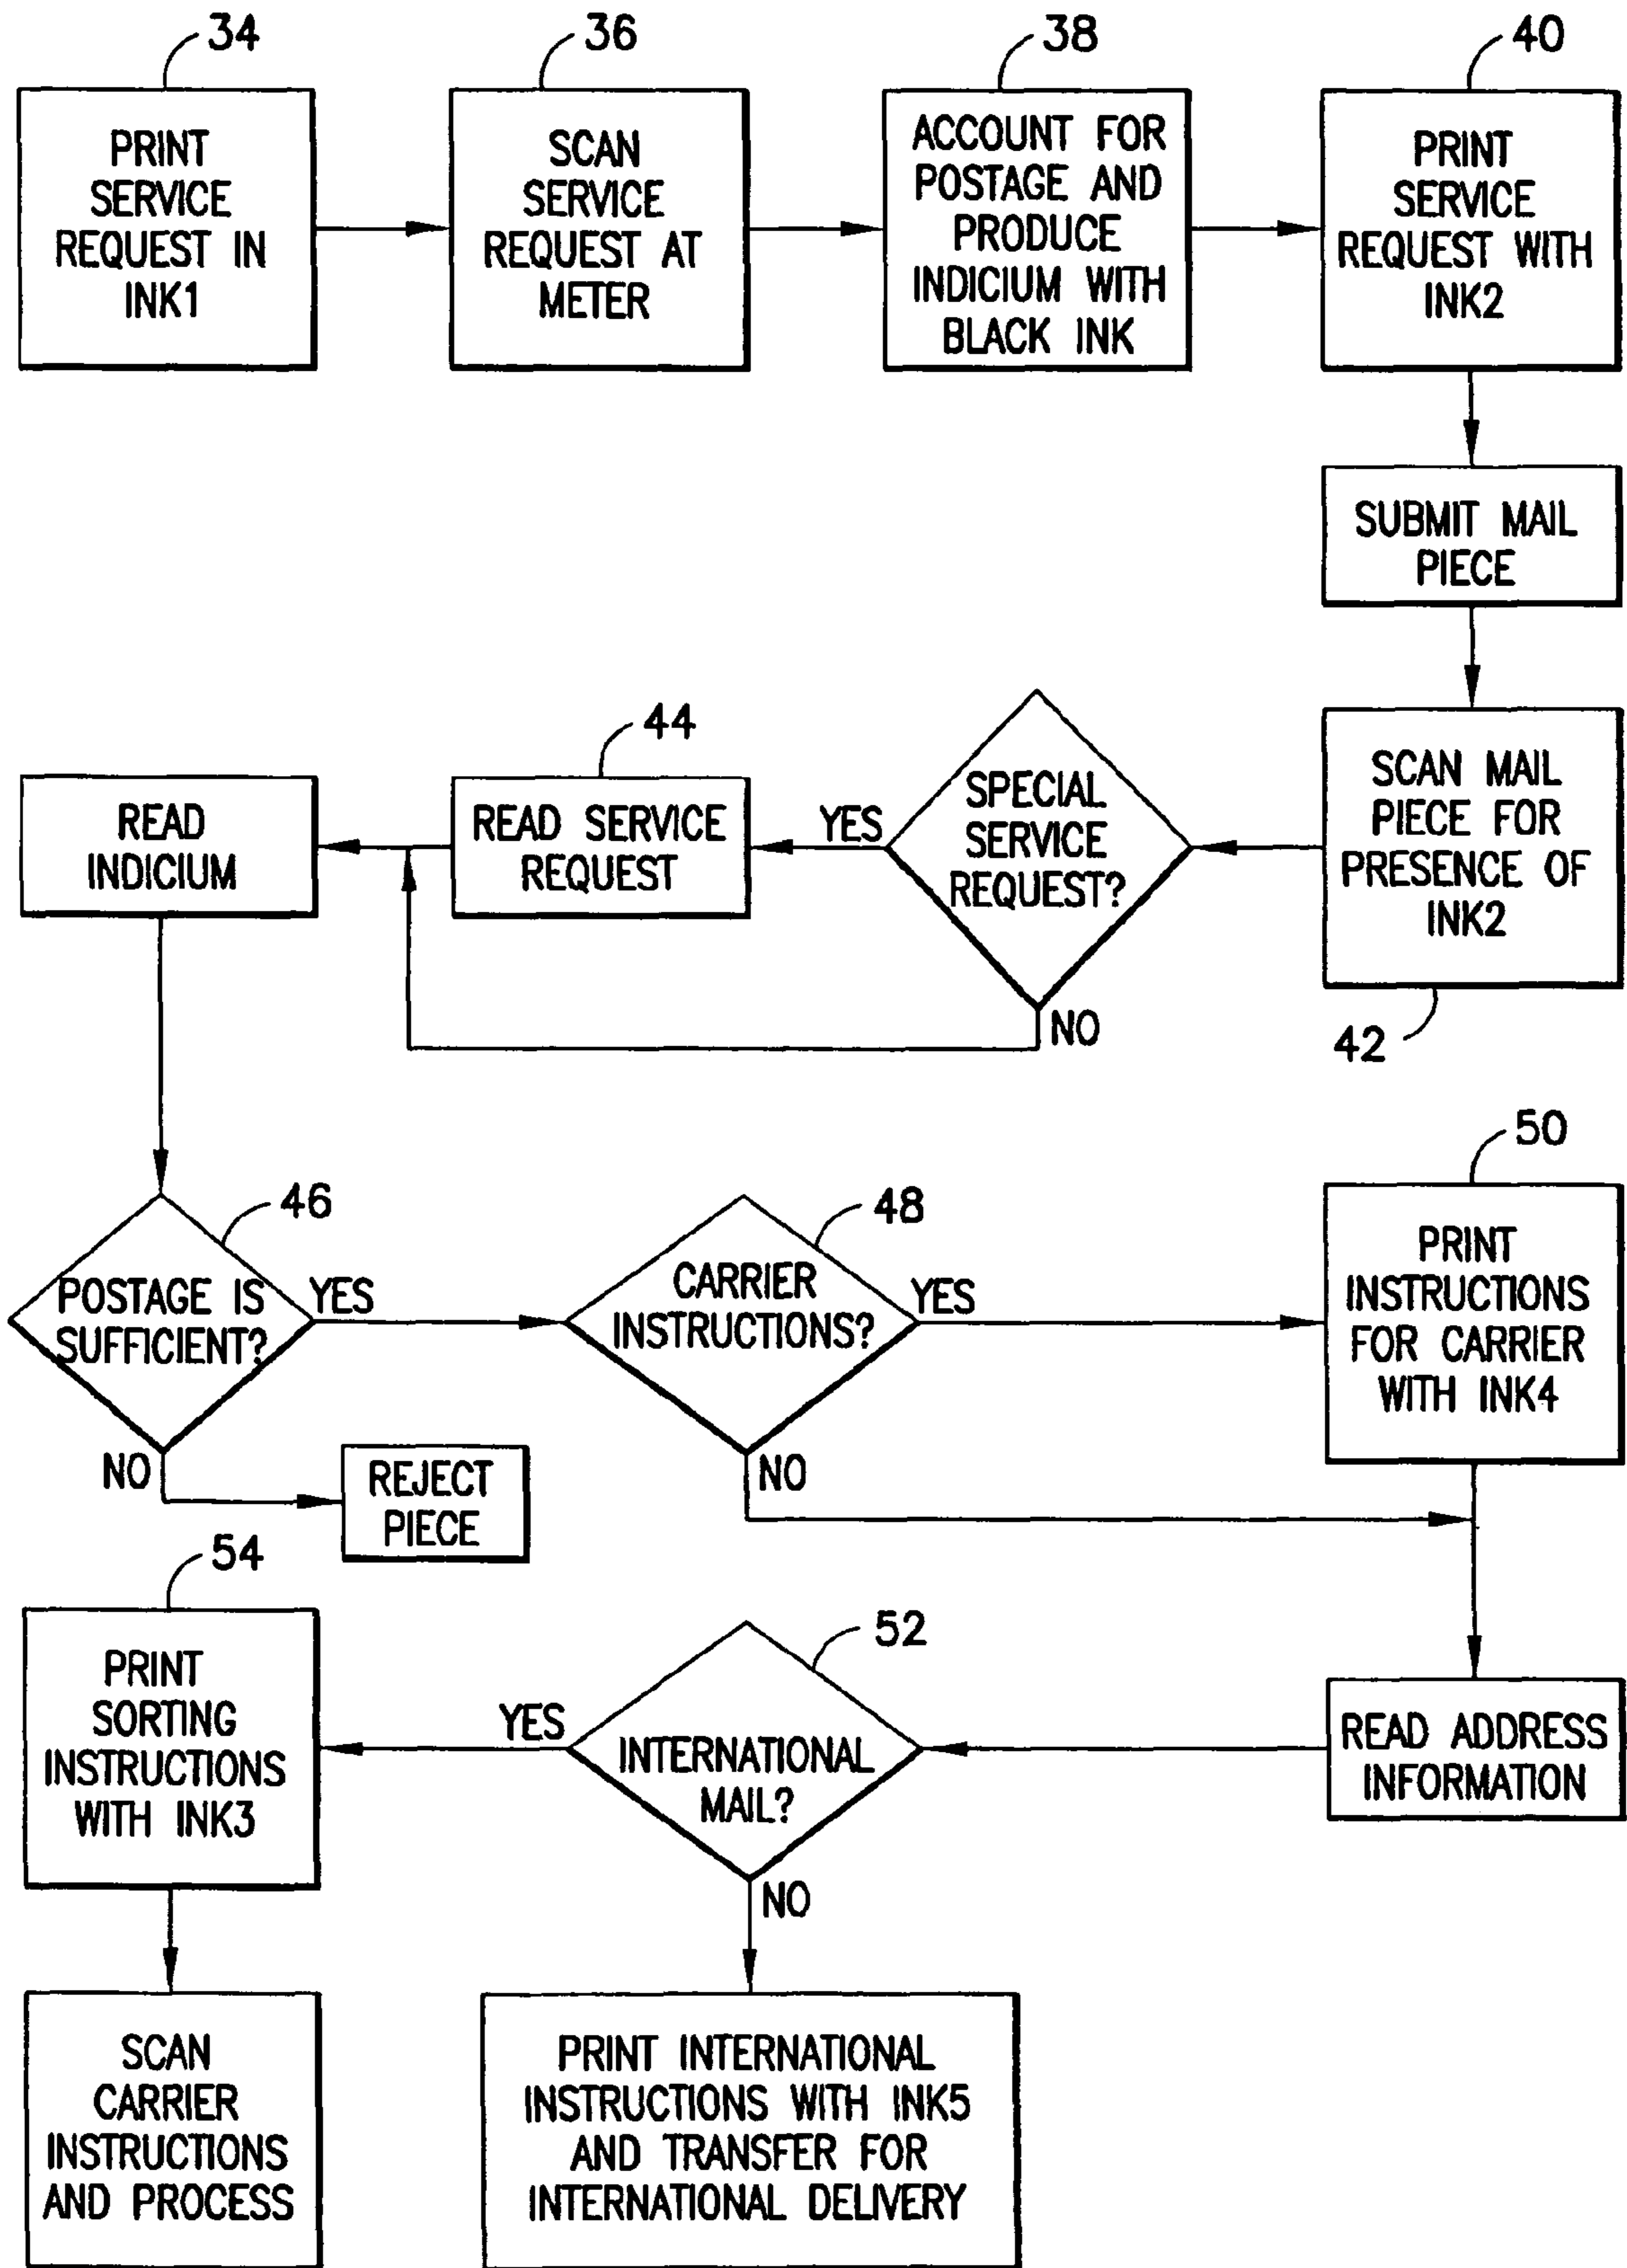 34
36
38
40
PRINT
SERVICE
REQUEST IN
INK1
SCAN
SERVICE
REQUEST AT
METER
ACCOUNT FOR
POSTAGE AND
PRODUCE
INDICIUM WITH
BLACK INK
PRINT
SERVICE
REQUEST WITH
INK2
SUBMIT MAIL
PIECE
SCAN MAIL
PIECE FOR
PRESENCE OF
INK2
42
SPECIAL
SERVICE
REQUEST?
YES
NO
44
READ SERVICE
REQUEST
READ
INDICIUM
46
POSTAGE IS
SUFFICIENT?
YES
NO
REJECT
PIECE
48
CARRIER
INSTRUCTIONS?
YES
NO
50
PRINT
INSTRUCTIONS
FOR CARRIER
WITH INK4
READ ADDRESS
INFORMATION
52
INTERNATIONAL
MAIL?
YES
NO
54
PRINT
SORTING
INSTRUCTIONS
WITH INK3
SCAN
CARRIER
INSTRUCTIONS
AND PROCESS
PRINT INTERNATIONAL
INSTRUCTIONS WITH INK5
AND TRANSFER FOR
INTERNATIONAL DELIVERY